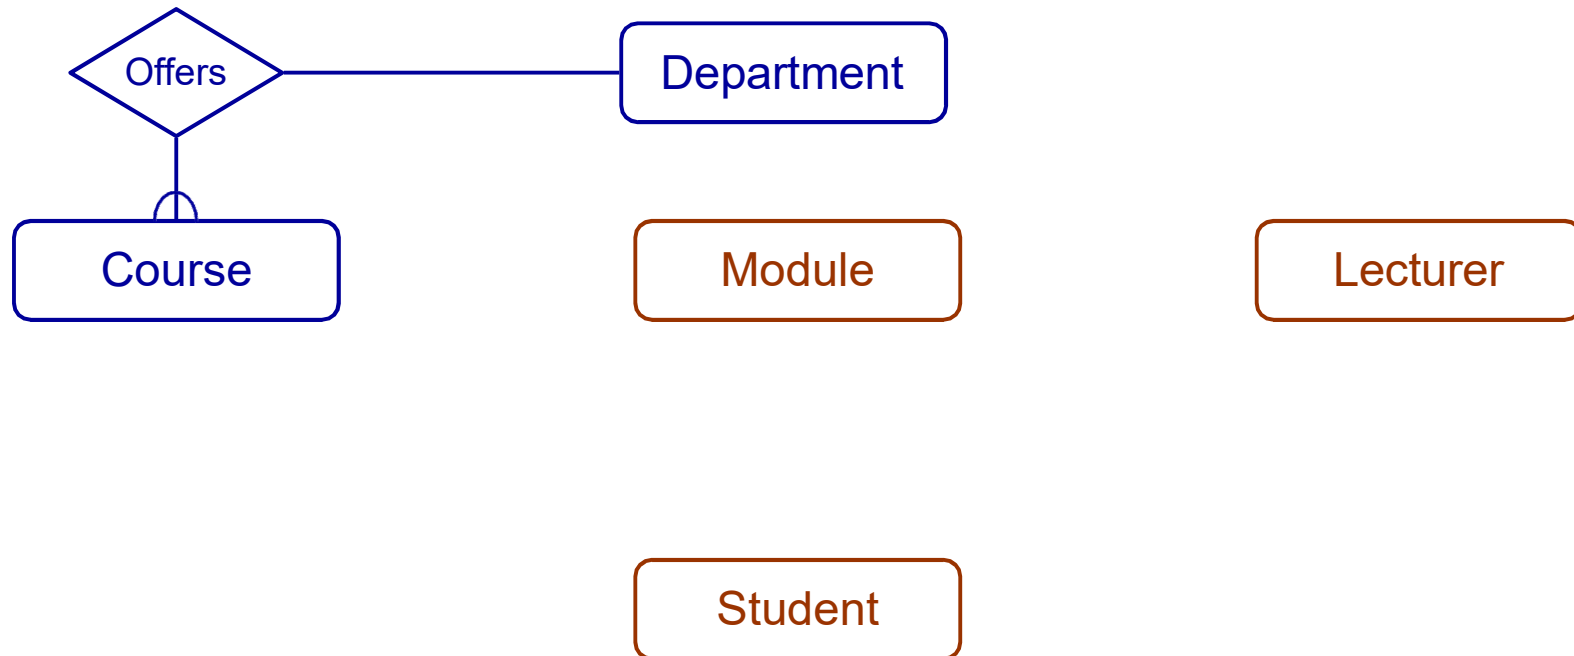 Offers
Department
Course
Module
Lecturer
Student